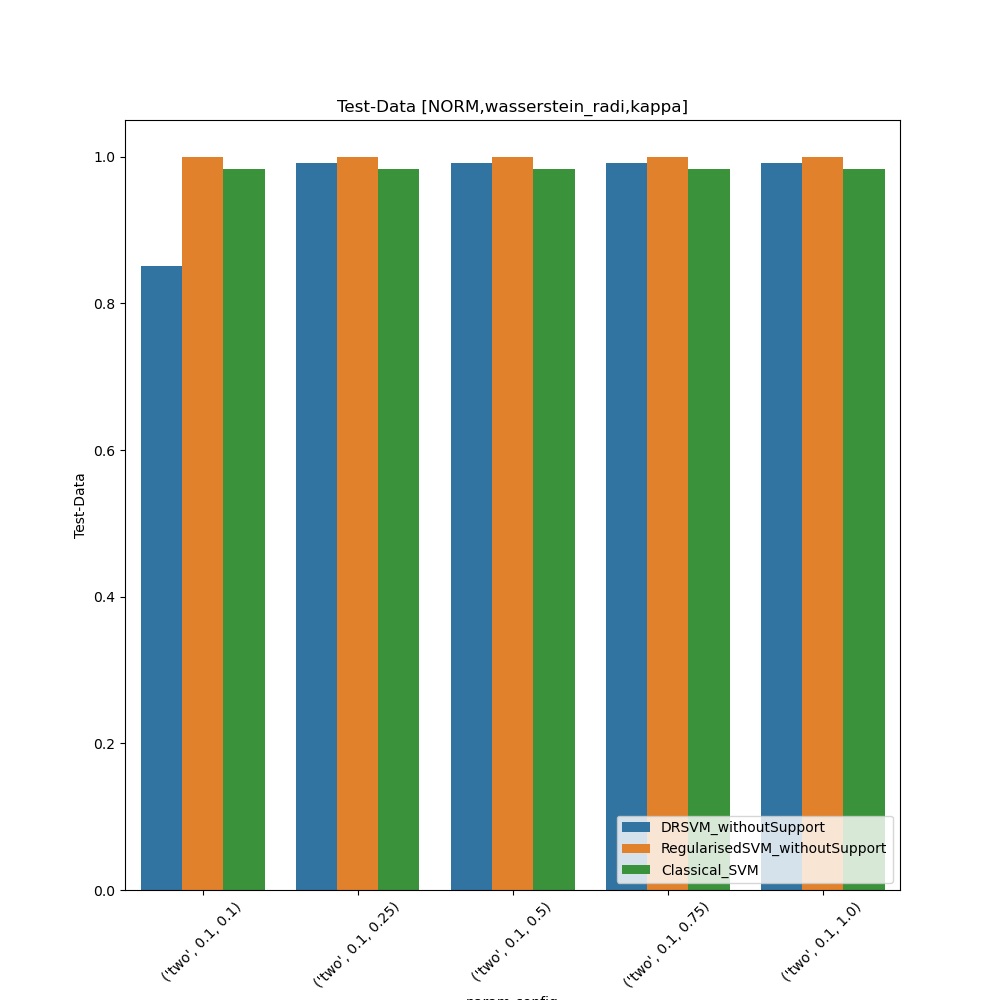 Test-Data [NORM,wasserstein_radi,kappa]
Test-Data
1.0
0.8
0.6
0.4
0.2
0.0
DRSVM_withoutSupport
RegularisedSVM_withoutSupport
Classical_SVM
('two', 0.1, 0.1)
('two', 0.1, 0.25)
('two', 0.1, 0.5)
('two', 0.1, 0.75)
('two', 0.1, 1.0)